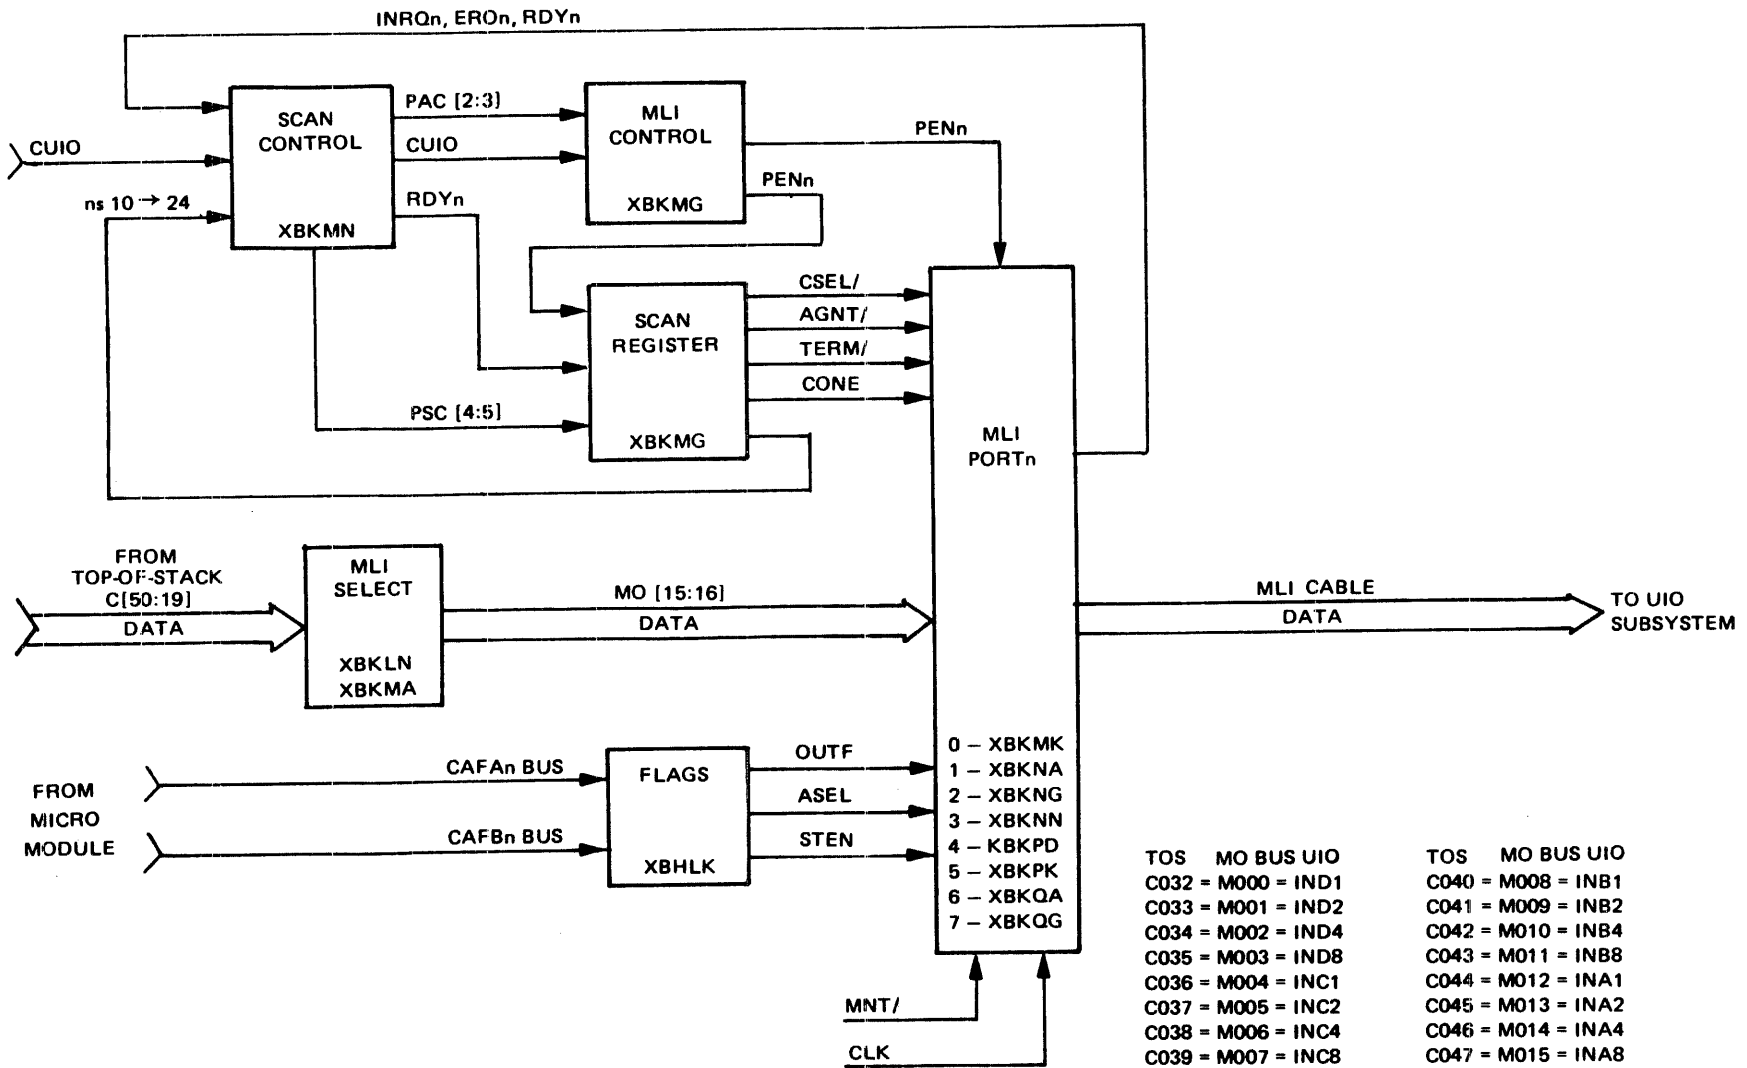 INRQn, ERQn, RDYn
SCAN
CONTROL
XBKMN
CUIO
ns 10 → 24
PAC [2:3]
CUIO
RDYn
MLI
CONTROL
XBKMG
PENn
PENn
SCAN
REGISTER
XBKMG
PSC [4:5]
CSEL/
AGNT/
TERM/
CONE
MLI
PORTn
FROM
TOP-OF-STACK
C[50:19]
DATA
MLI
SELECT
XBKLN
XBKMA
MO [15:16]
DATA
MLI CABLE
DATA
TO UIO
SUBSYSTEM
FROM
MICRO
MODULE
CAFAn BUS
CAFBn BUS
FLAGS
XBHLK
OUTF
ASEL
STEN
0 – XBKMK
1 – XBKNA
2 – XBKNG
3 – XBKNN
4 – KBKPD
5 – XBKPK
6 – XBKQA
7 – XBKQG
MNT/
CLK
TOS MO BUS UIO
C032 = M000 = IND1
C033 = M001 = IND2
C034 = M002 = IND4
C035 = M003 = IND8
C036 = M004 = INC1
C037 = M005 = INC2
C038 = M006 = INC4
C039 = M007 = INC8
TOS MO BUS UIO
C040 = M008 = INB1
C041 = M009 = INB2
C042 = M010 = INB4
C043 = M011 = INB8
C044 = M012 = INA1
C045 = M013 = INA2
C046 = M014 = INA4
C047 = M015 = INA8